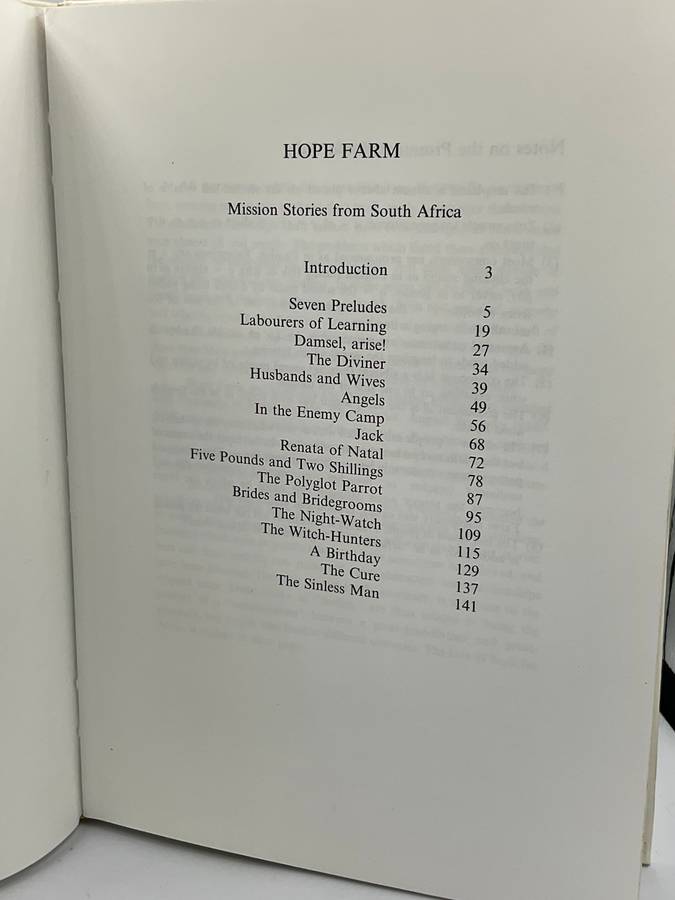 HOPE FARM
Mission Stories from South Africa
Introduction 3
Seven Preludes 5
Labourers of Learning 19
Damsel, arise! 27
The Diviner 34
Husbands and Wives 39
Angels 49
In the Enemy Camp 56
Jack 68
Renata of Natal 72
Five Pounds and Two Shillings 78
The Polyglot Parrot 87
Brides and Bridegrooms 95
The Night-Watch 109
The Witch-Hunters 115
A Birthday 129
The Cure 137
The Sinless Man 141